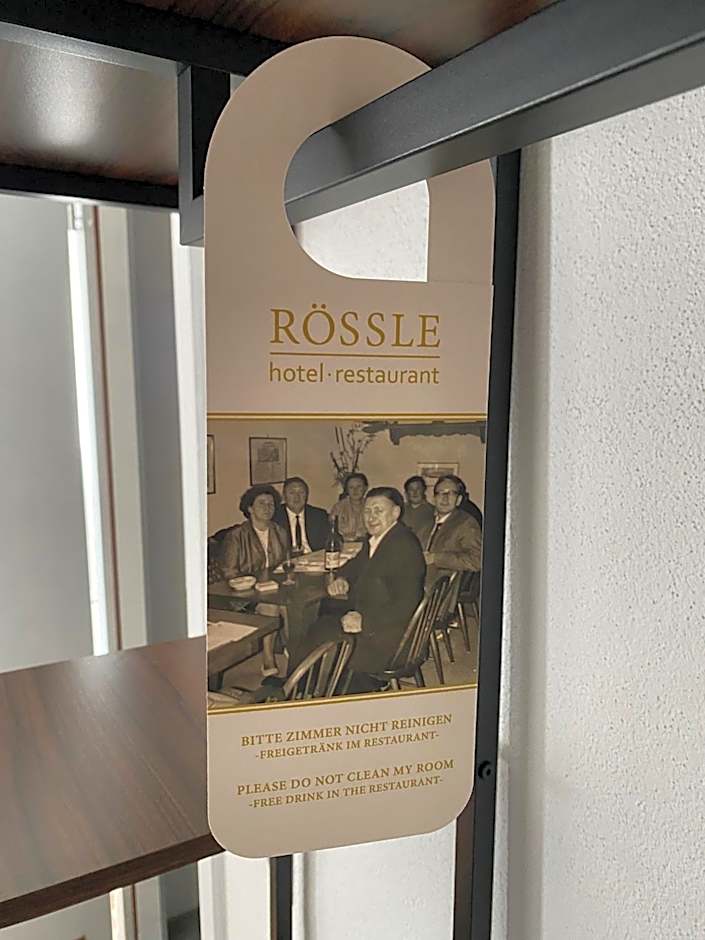 RÖSSLE
hotel·restaurant
BITTE ZIMMER NICHT REINIGEN
-FREIGETRÄNK IM RESTAURANT-
PLEASE DO NOT CLEAN MY ROOM
-FREE DRINK IN THE RESTAURANT-